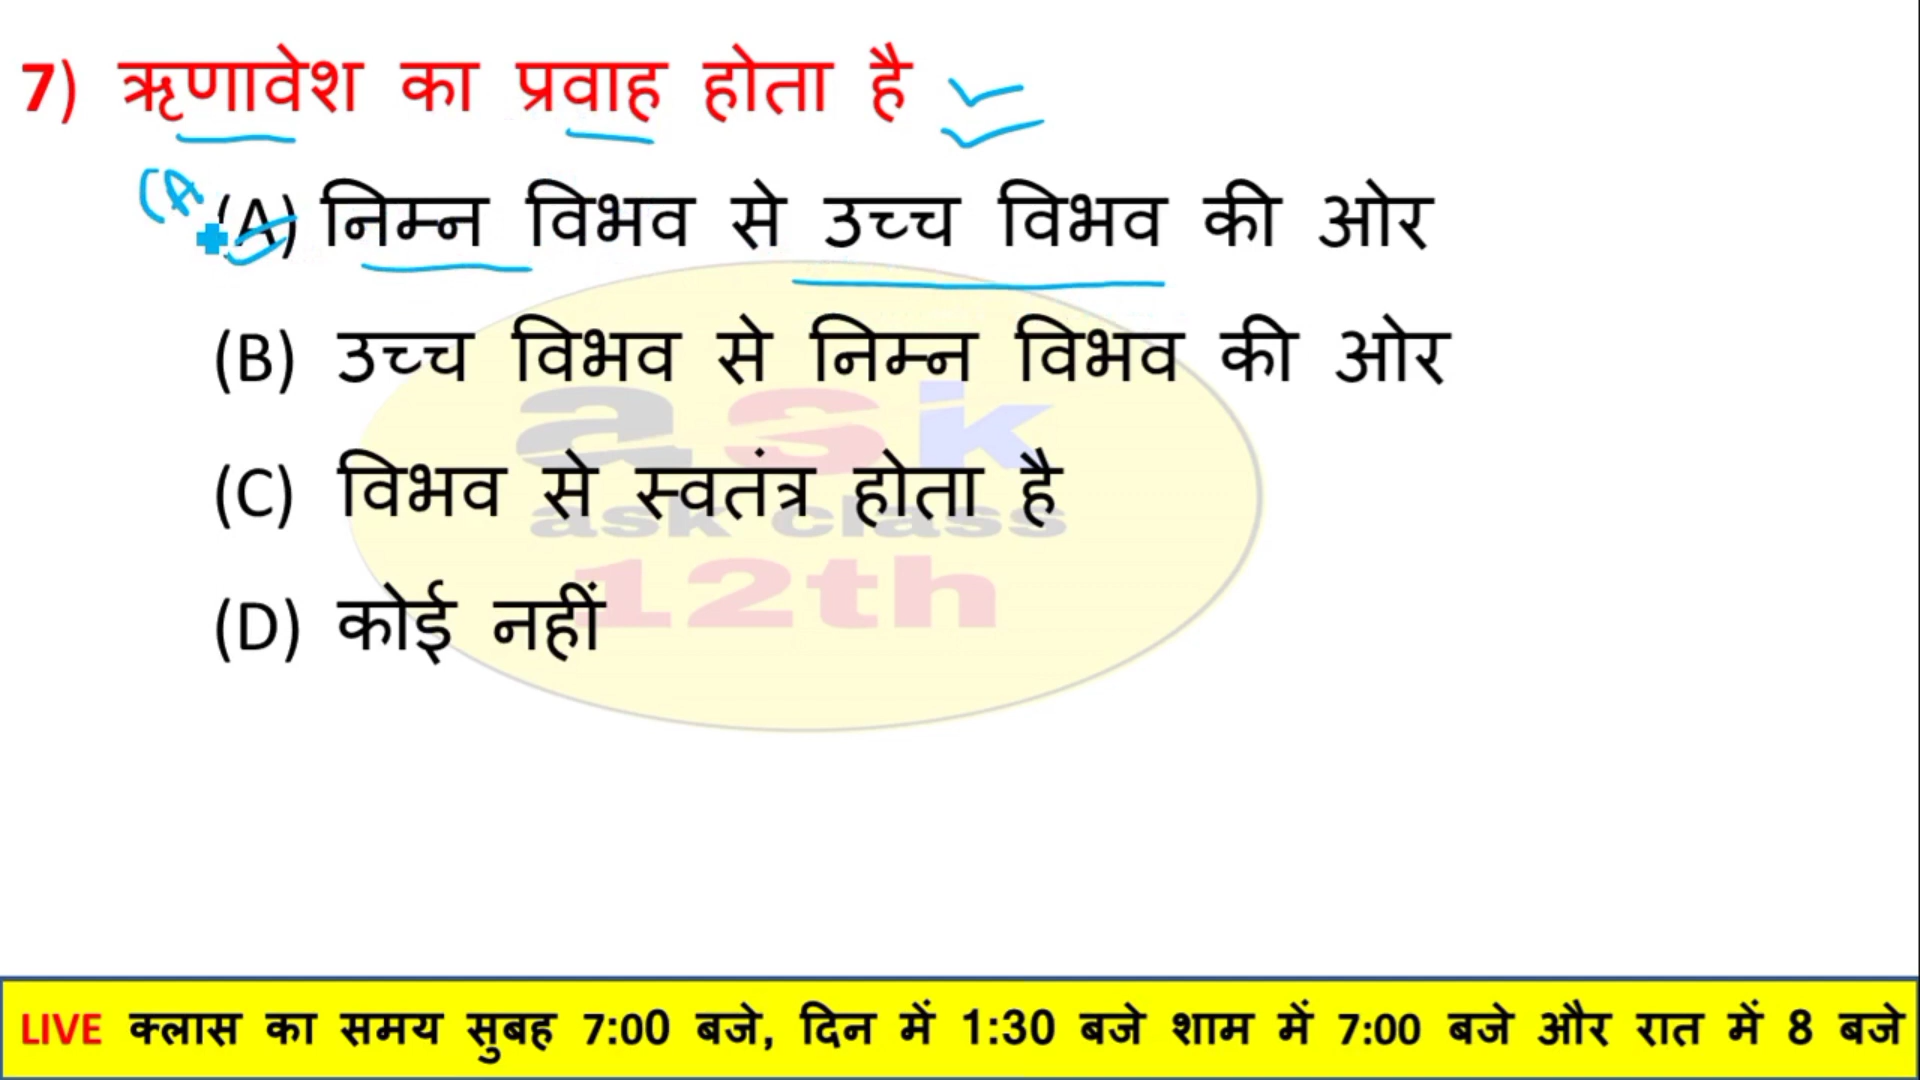 7) ऋणावेश का प्रवाह होता है
(A
(A) निम्न विभव से उच्च विभव की ओर
(B) उच्च विभव से निम्न विभव की ओर
(C) विभव से स्वतंत्र होता है
(D) कोई नहीं
ask
ask class
12th
LIVE क्लास का समय सुबह 7:00 बजे, दिन में 1:30 बजे शाम में 7:00 बजे और रात में 8 बजे